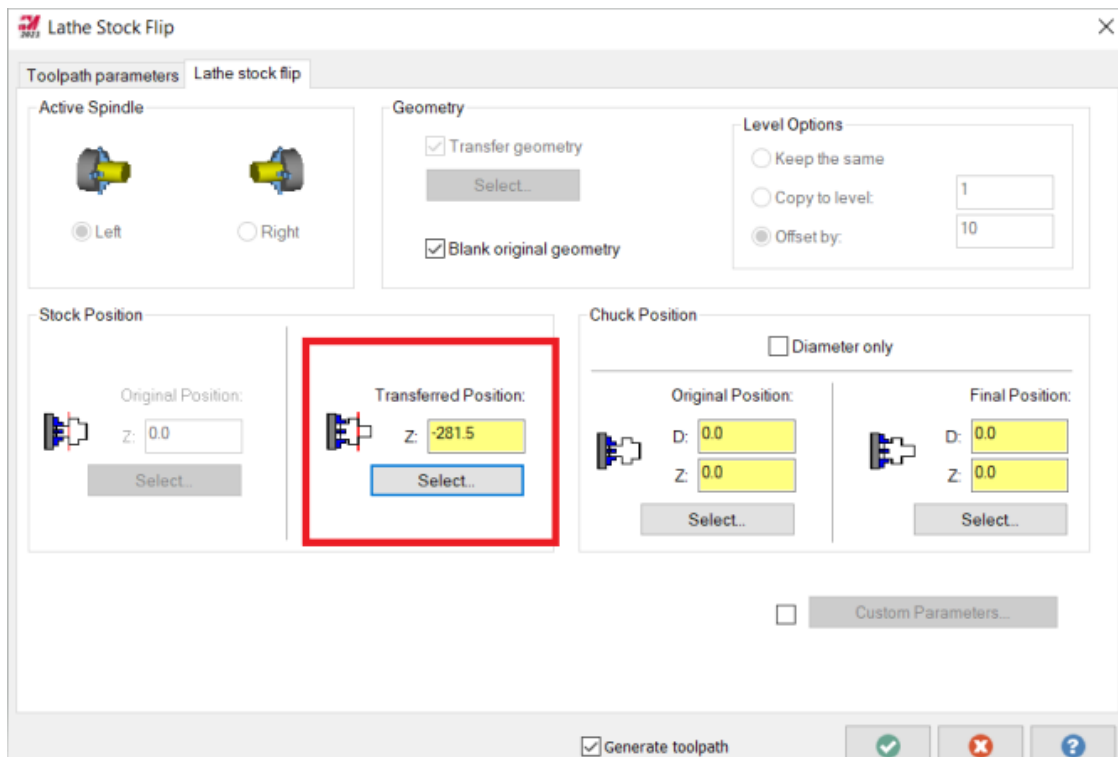 2023
Lathe Stock Flip
Toolpath parameters
Lathe stock flip
Active Spindle
Left
Right
Geometry
Transfer geometry
Select...
Blank original geometry
Level Options
Keep the same
Copy to level:
1
Offset by:
10
Stock Position
Original Position:
Z: 0.0
Select...
Transferred Position:
Z: -281.5
Select...
Chuck Position
Diameter only
Original Position:
D: 0.0
Z: 0.0
Select...
Final Position:
D: 0.0
Z: 0.0
Select...
Custom Parameters...
Generate toolpath